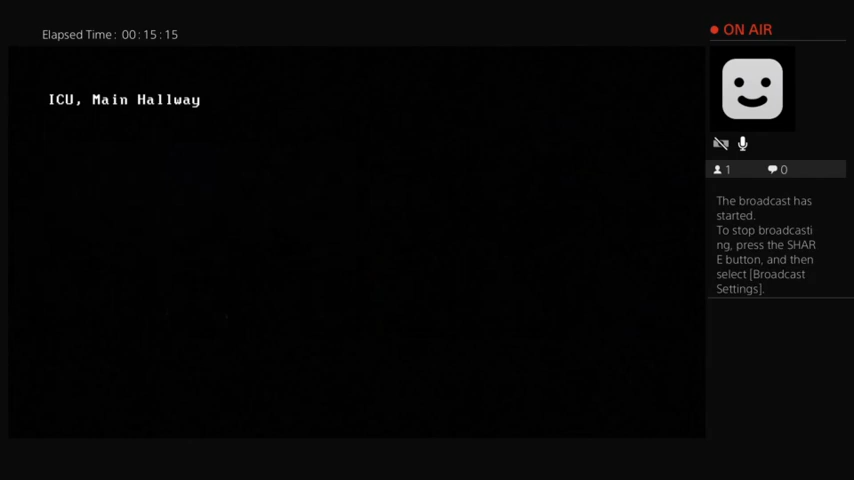 Elapsed Time: 00:15:15
ON AIR
ICU, Main Hallway
1 0
The broadcast has
started.
To stop broadcasti
ng, press the SHAR
E button, and then
select [Broadcast
Settings].